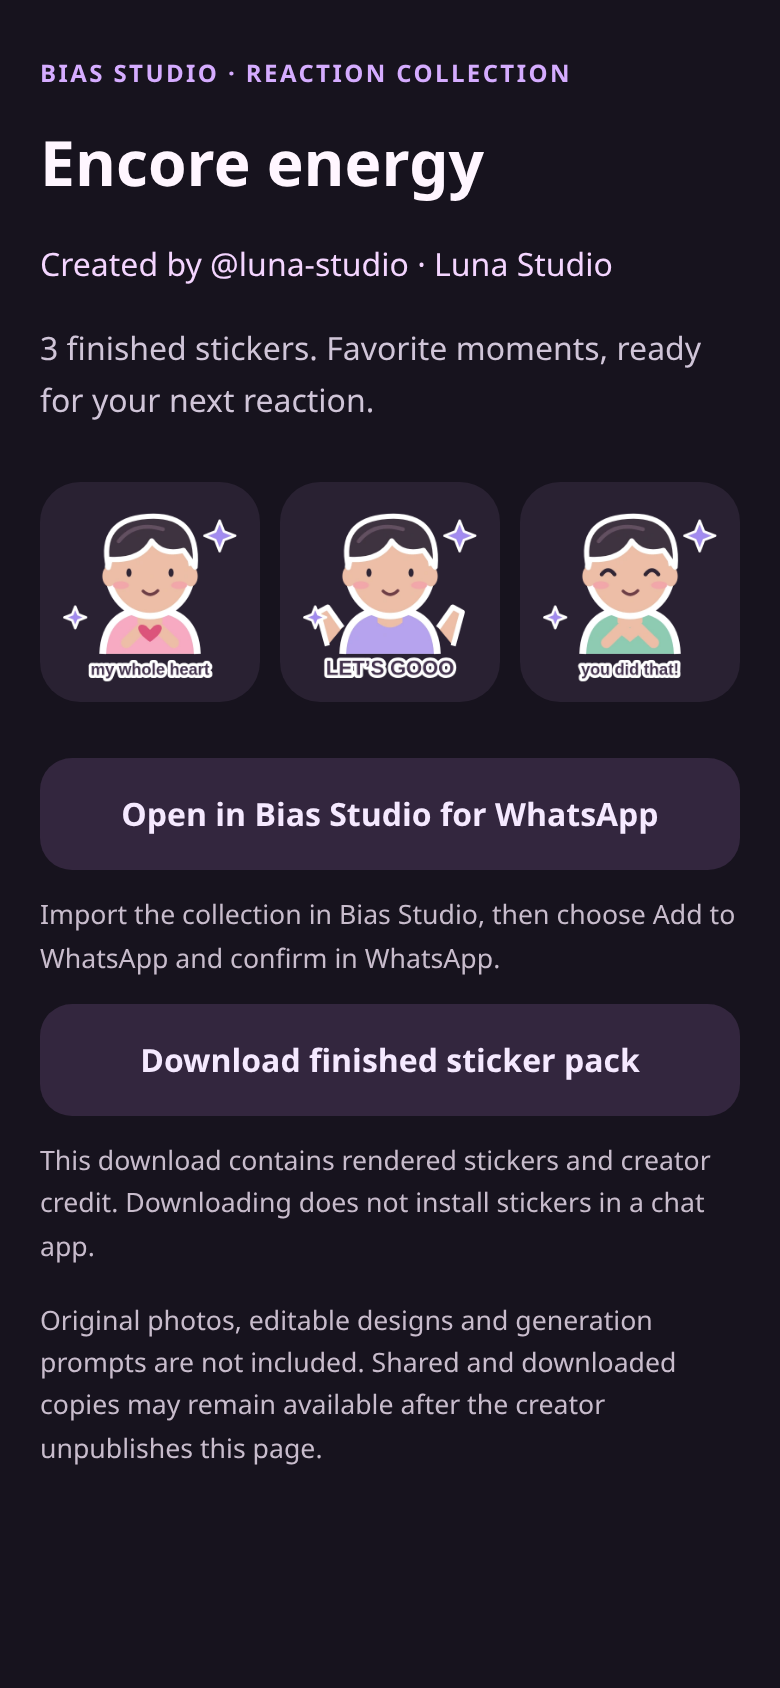 BIAS STUDIO · REACTION COLLECTION
Encore energy
Created by @luna-studio · Luna Studio
3 finished stickers. Favorite moments, ready
for your next reaction.
my whole heart
LET'S GOOO
you did that!
Open in Bias Studio for WhatsApp
Import the collection in Bias Studio, then choose Add to
WhatsApp and confirm in WhatsApp.
Download finished sticker pack
This download contains rendered stickers and creator
credit. Downloading does not install stickers in a chat
app.
Original photos, editable designs and generation
prompts are not included. Shared and downloaded
copies may remain available after the creator
unpublishes this page.